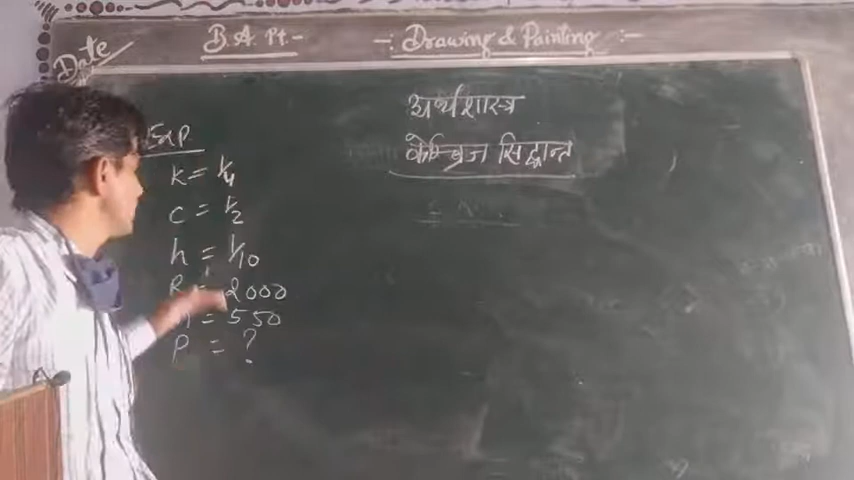 Date
B.A. Pt.-
-: Drawing & Painting :-
अर्थशास्त्र
केम्ब्रिज सिद्धान्त
Exp
K = 1/4
C = 1/2
h = 1/10
R = 2000
= 550
P = ?